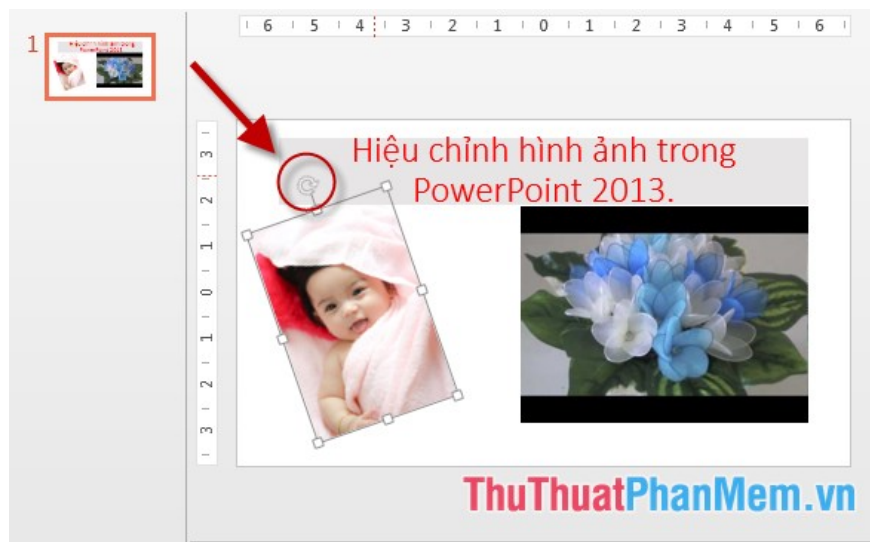 6 5 4 3 2 1 0 1 2 3 4 5 6
1
3 2 1 0 1 2 3
Hiệu chỉnh hình ảnh trong
PowerPoint 2013.
ThuThuatPhanMem.vn